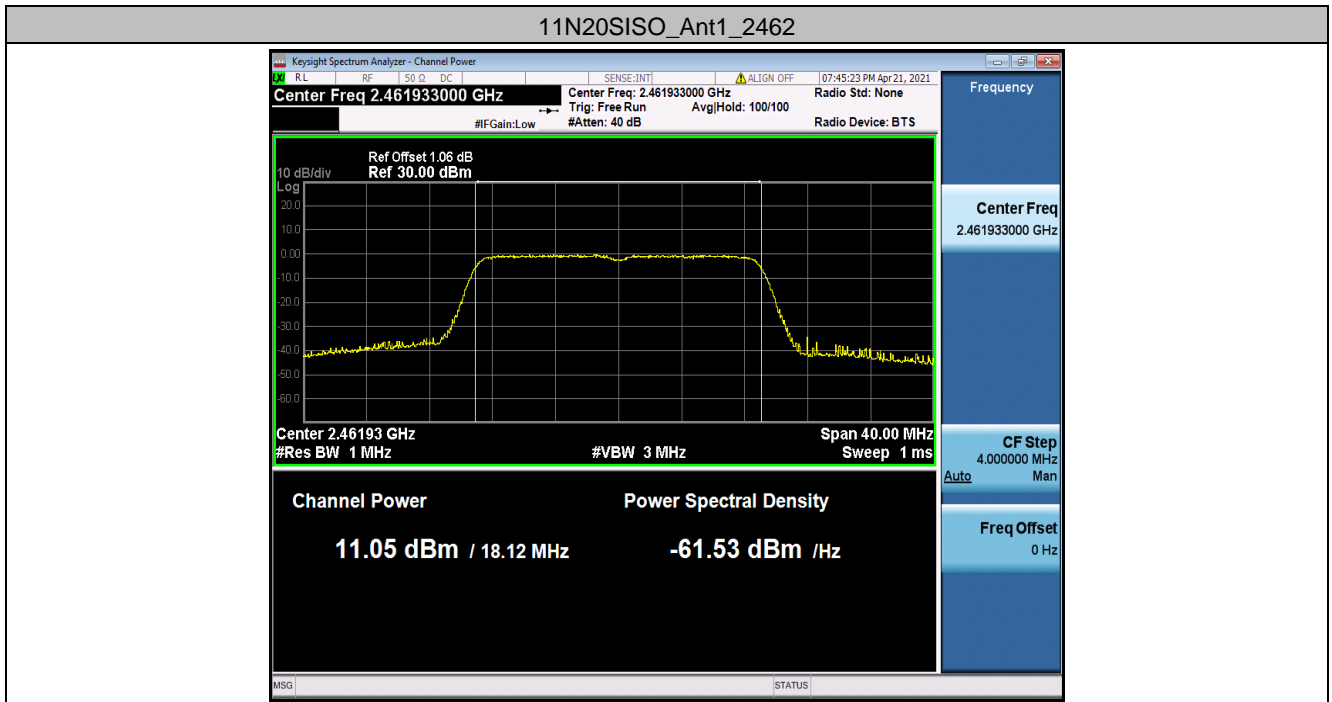 11N20SISO_Ant1_2462
Keysight Spectrum Analyzer - Channel Power
LXI RL RF 50 Ω DC SENSE:INT ALIGN OFF 07:45:23 PM Apr 21, 2021
Center Freq 2.461933000 GHz
#IFGain:Low
Center Freq: 2.461933000 GHz
Trig: Free Run Avg|Hold: 100/100
#Atten: 40 dB
Radio Std: None
Radio Device: BTS
Ref Offset 1.06 dB
10 dB/div Ref 30.00 dBm
Log
20.0
10.0
0.00
-10.0
-20.0
-30.0
-40.0
-50.0
-60.0
Center 2.46193 GHz Span 40.00 MHz
#Res BW 1 MHz #VBW 3 MHz Sweep 1 ms
Channel Power Power Spectral Density
11.05 dBm / 18.12 MHz -61.53 dBm /Hz
Frequency
Center Freq
2.461933000 GHz
CF Step
4.000000 MHz
Auto Man
Freq Offset
0 Hz
MSG STATUS